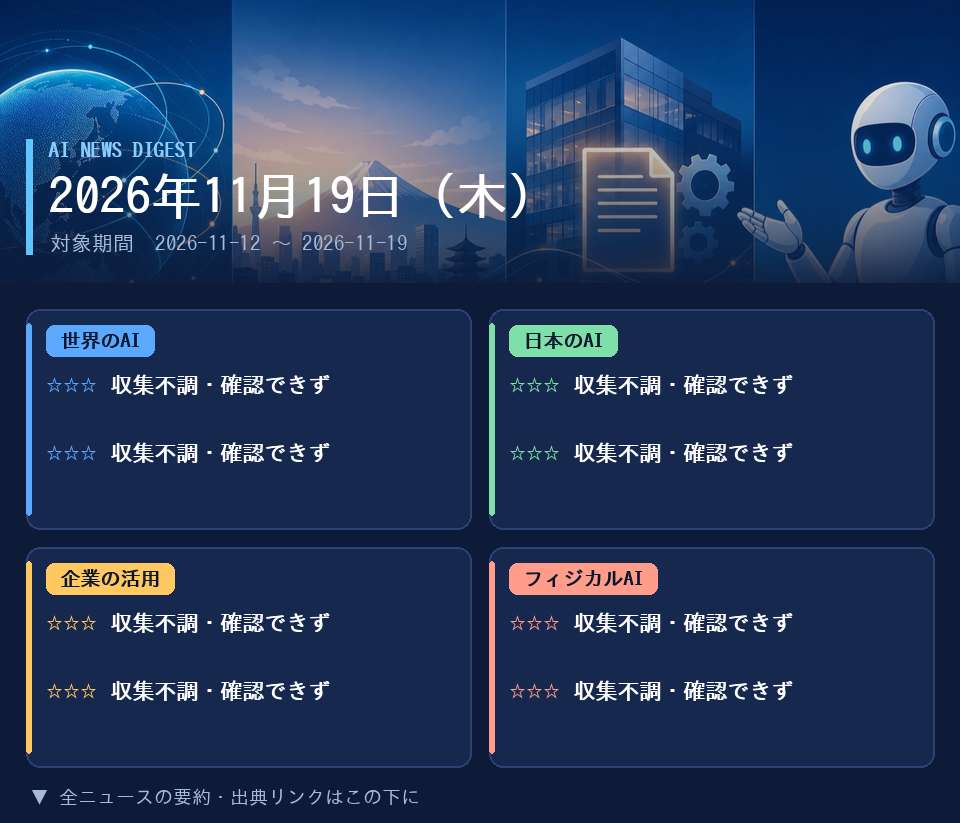 AI NEWS DIGEST
2026年11月19日（木）
対象期間　2026-11-12 〜 2026-11-19
世界のAI
☆☆☆ 収集不調・確認できず
☆☆☆ 収集不調・確認できず
日本のAI
☆☆☆ 収集不調・確認できず
☆☆☆ 収集不調・確認できず
企業の活用
☆☆☆ 収集不調・確認できず
☆☆☆ 収集不調・確認できず
フィジカルAI
☆☆☆ 収集不調・確認できず
☆☆☆ 収集不調・確認できず
▼ 全ニュースの要約・出典リンクはこの下に